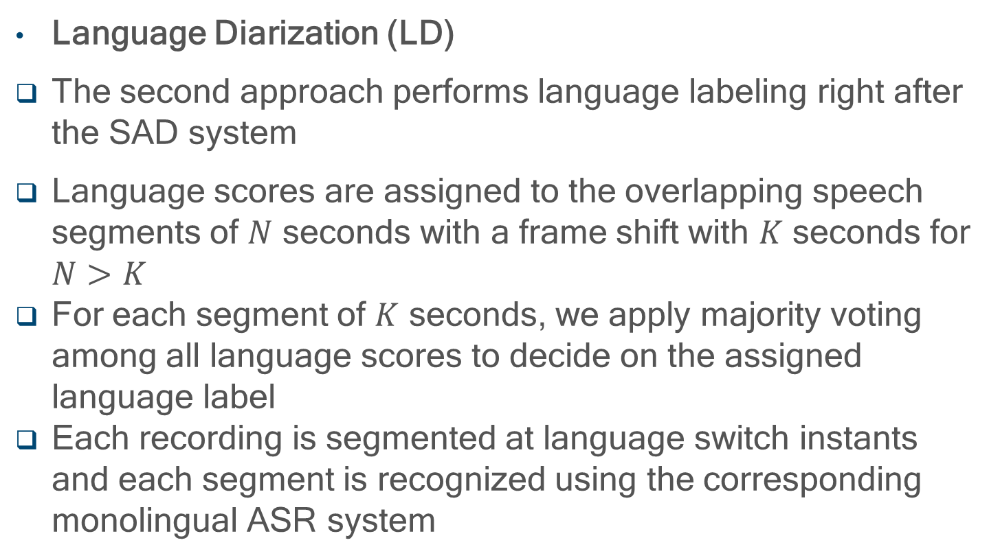 • Language Diarization (LD)
❑ The second approach performs language labeling right after
the SAD system
❑ Language scores are assigned to the overlapping speech
segments of N seconds with a frame shift with K seconds for
N > K
❑ For each segment of K seconds, we apply majority voting
among all language scores to decide on the assigned
language label
❑ Each recording is segmented at language switch instants
and each segment is recognized using the corresponding
monolingual ASR system